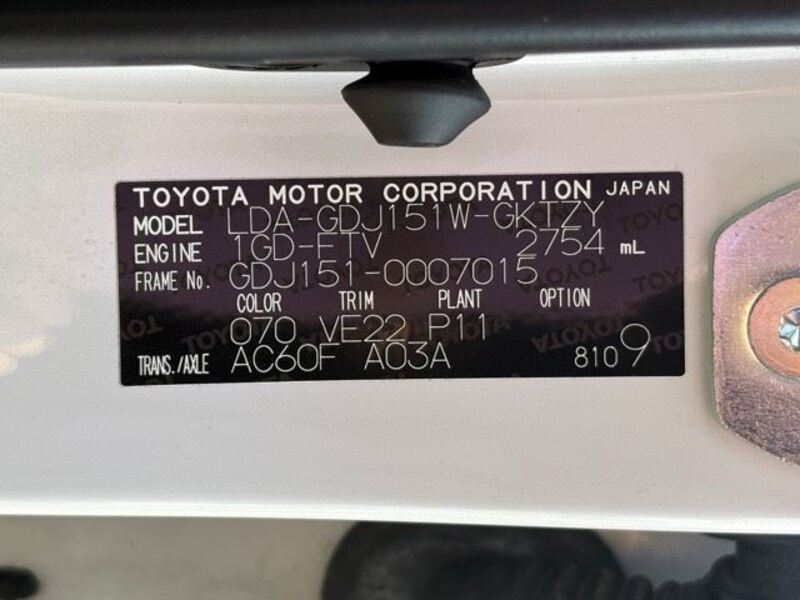 TOYOTA MOTOR CORPORATION JAPAN
MODEL LDA-GDJ151W-GKTZY
ENGINE 1GD-FTV 2754 mL
FRAME No. GDJ151-0007015
COLOR TRIM PLANT OPTION
070 VE22 P11
TRANS./AXLE AC60F A03A 8109